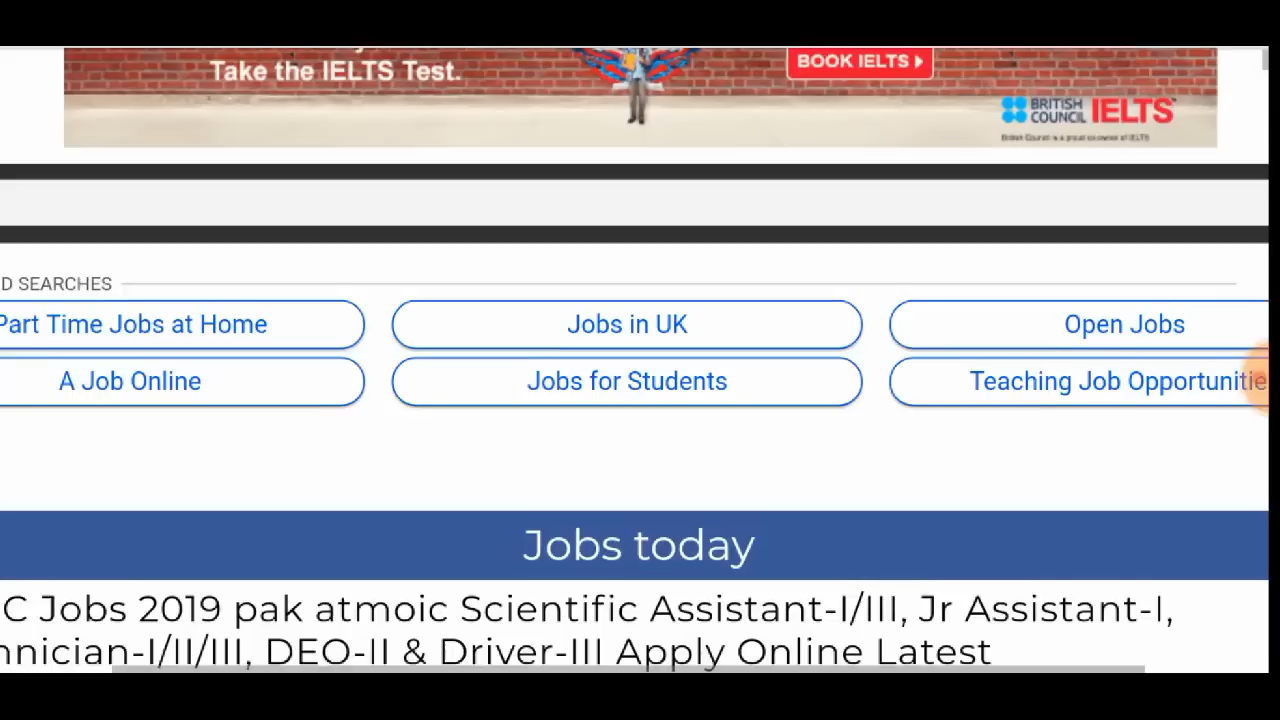 Take the IELTS Test.
BOOK IELTS
BRITISH
COUNCIL IELTS
D SEARCHES
Part Time Jobs at Home
Jobs in UK
Open Jobs
A Job Online
Jobs for Students
Teaching Job Opportunitie
Jobs today
C Jobs 2019 pak atmoic Scientific Assistant-I/III, Jr Assistant-I,
hnician-I/II/III, DEO-II & Driver-III Apply Online Latest